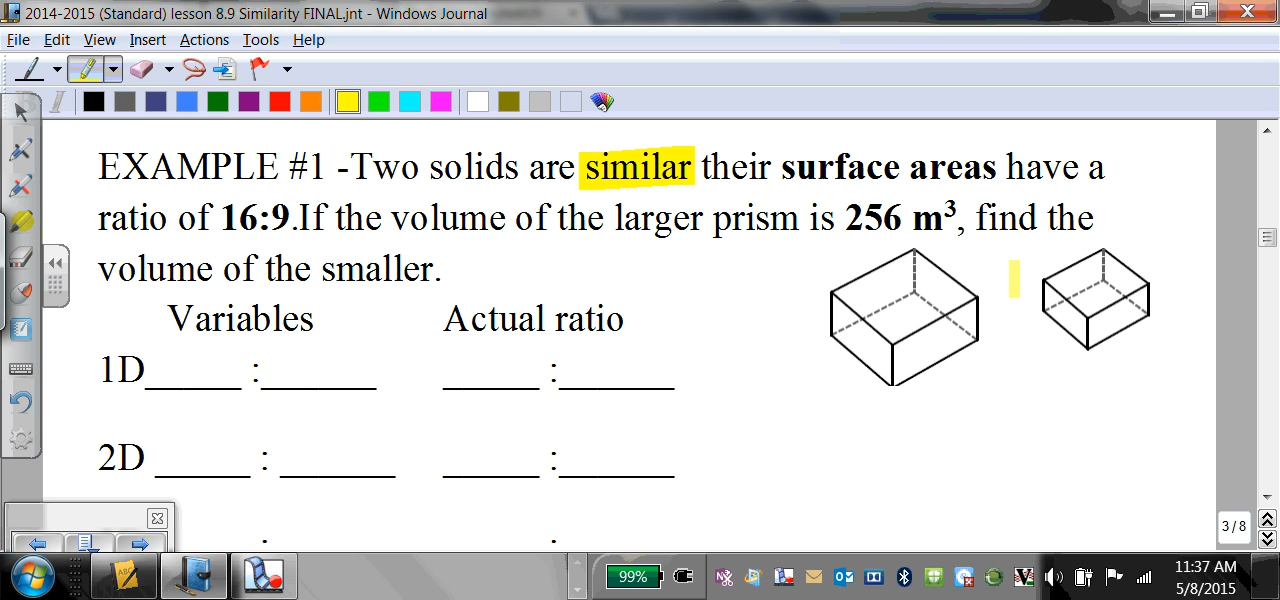 2014-2015 (Standard) lesson 8.9 Similarity FINAL.jnt - Windows Journal
File Edit View Insert Actions Tools Help
EXAMPLE #1 -Two solids are similar their surface areas have a
ratio of 16:9.If the volume of the larger prism is 256 m³, find the
volume of the smaller.
Variables Actual ratio
1D_____ :______ _____ :______
2D _____ : ______ _____ :______
: :
3 / 8
99%
11:37 AM
5/8/2015